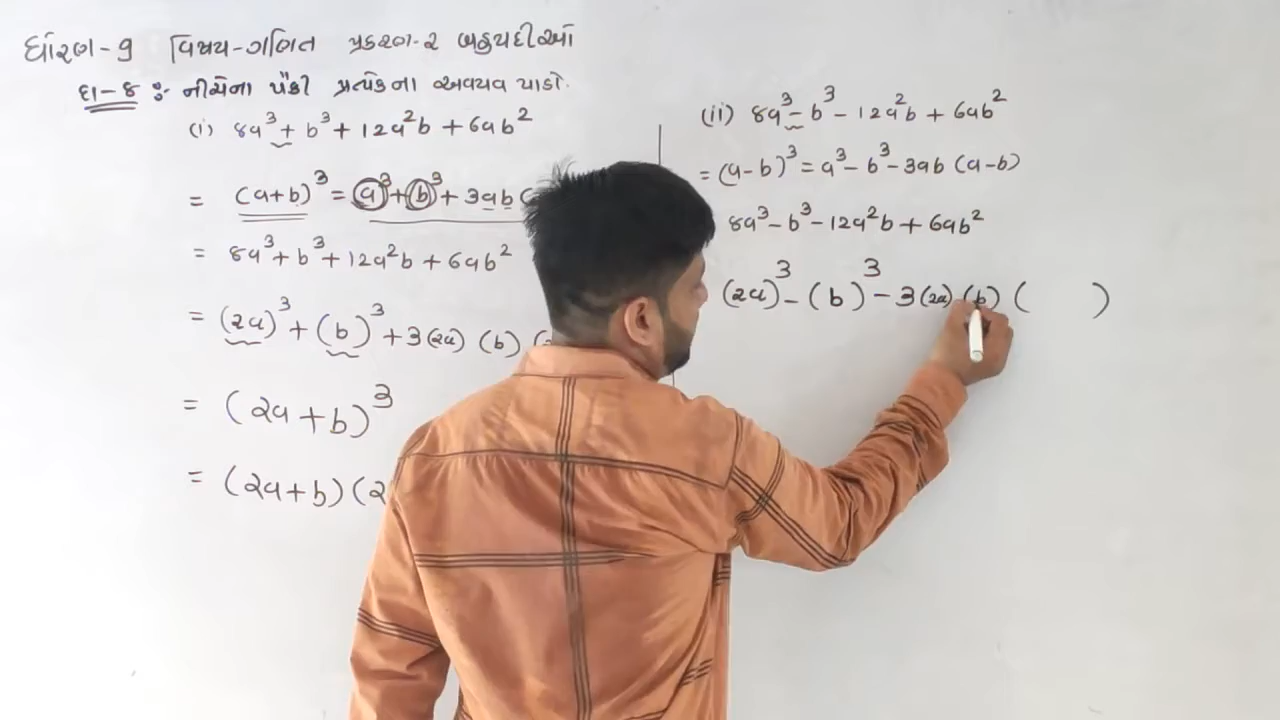 ધોરણ-9 વિષય-ગણિત પ્રકરણ-૨ બહુપદીઓ
દા-૪ :- નીચેના પૈકી પ્રત્યેકના અવયવ પાડો.
(i) 8a³ + b³ + 12a²b + 6ab²
= (a+b)³ = a³ + b³ + 3ab (
= 8a³ + b³ + 12a²b + 6ab²
= (2a)³ + (b)³ + 3(2a) (b) (
= (2a+b)³
= (2a+b)(2
(ii) 8a³ - b³ - 12a²b + 6ab²
= (a-b)³ = a³ - b³ - 3ab (a-b)
8a³ - b³ - 12a²b + 6ab²
(2a)³ - (b)³ - 3(2a) (b) ( )